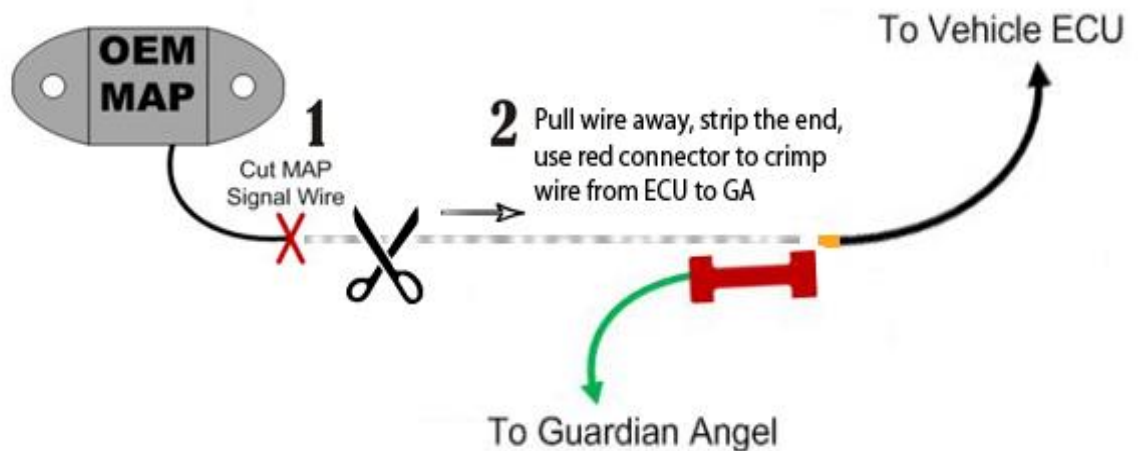 To Vehicle ECU
OEM
MAP
1
Cut MAP
Signal Wire
2
Pull wire away, strip the end,
use red connector to crimp
wire from ECU to GA
To Guardian Angel